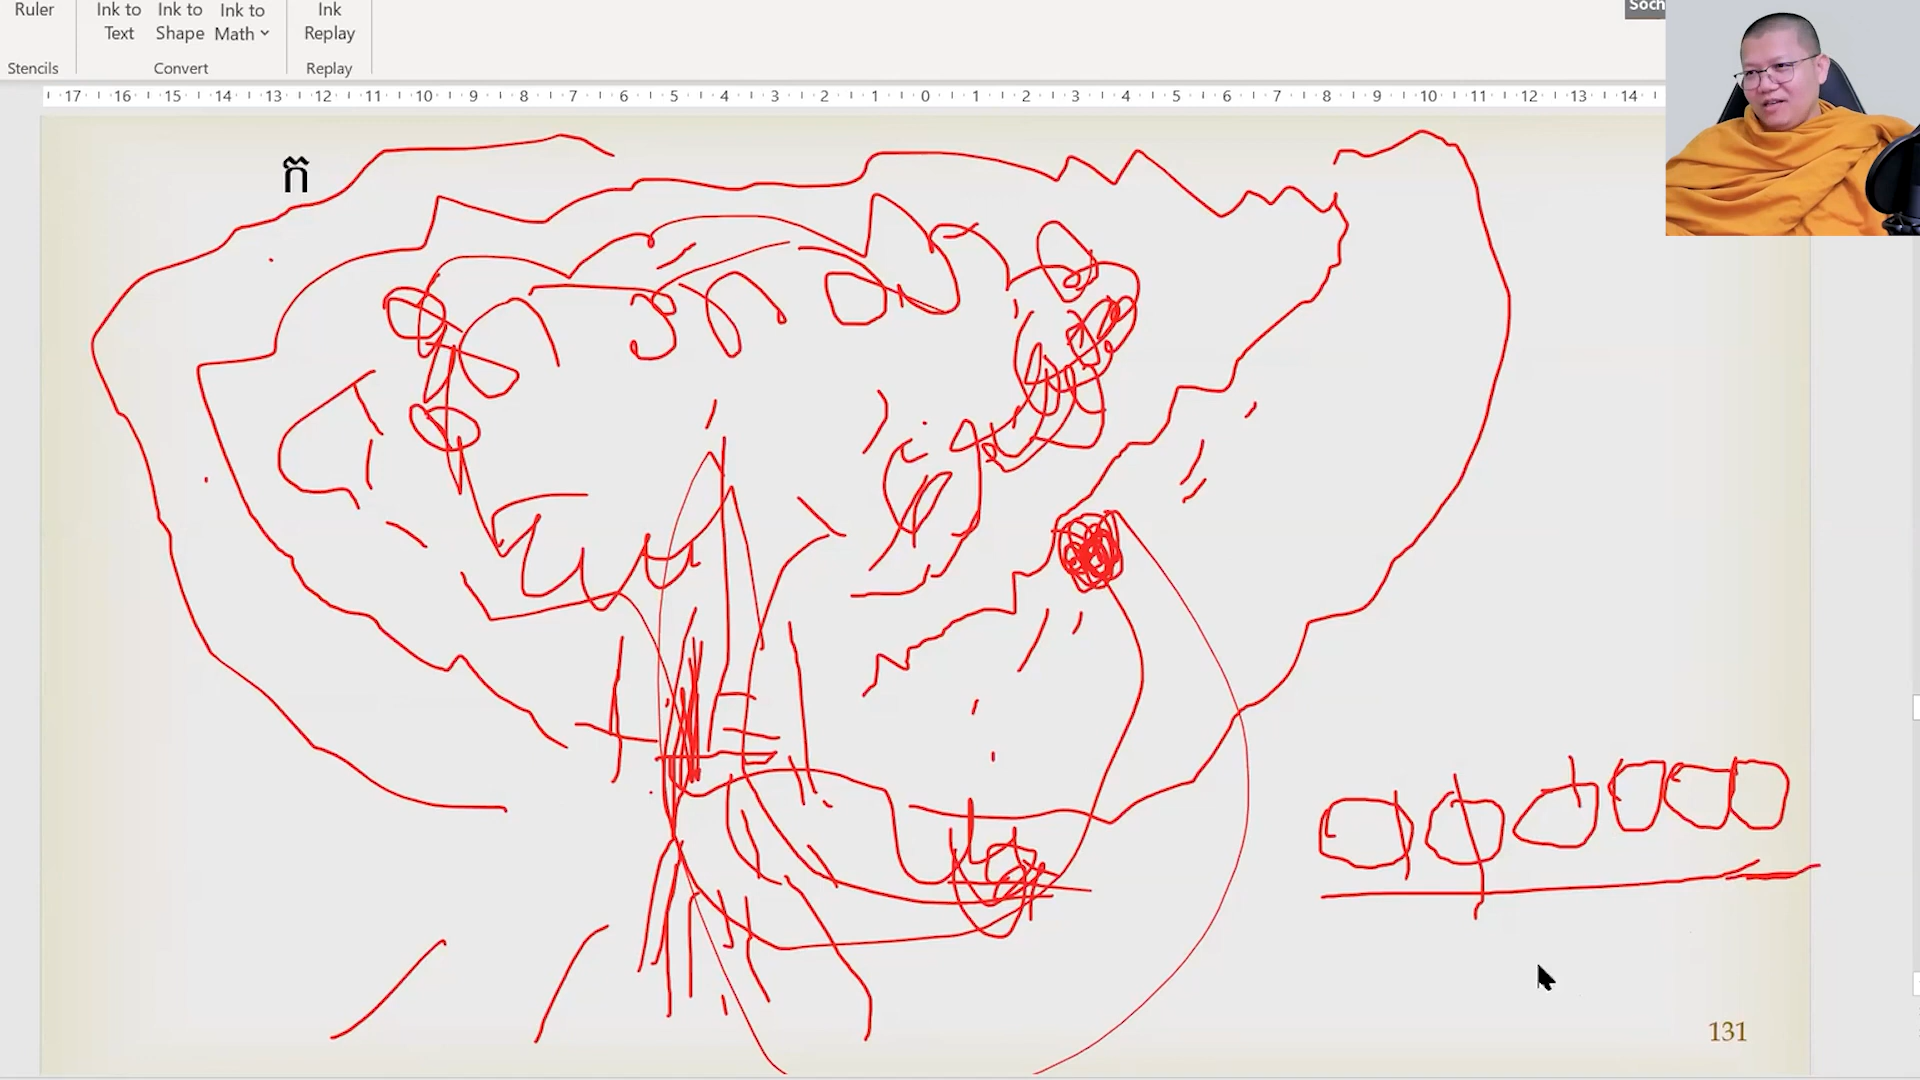 Ruler
Ink to Text
Ink to Shape
Ink to Math
Ink Replay
Stencils
Convert
Replay
Soch
17 16 15 14 13 12 11 10 9 8 7 6 5 4 3 2 1 0 1 2 3 4 5 6 7 8 9 10 11 12 13 14
ក៏
131